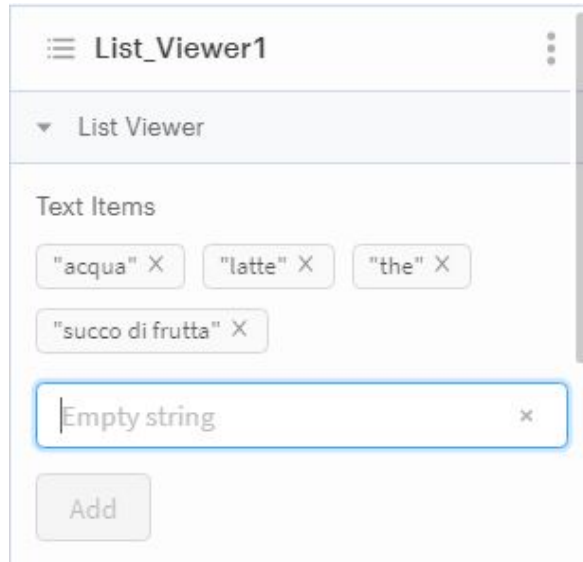 List_Viewer1
List Viewer
Text Items
"acqua" × "latte" × "the" ×
"succo di frutta" ×
Empty string ×
Add